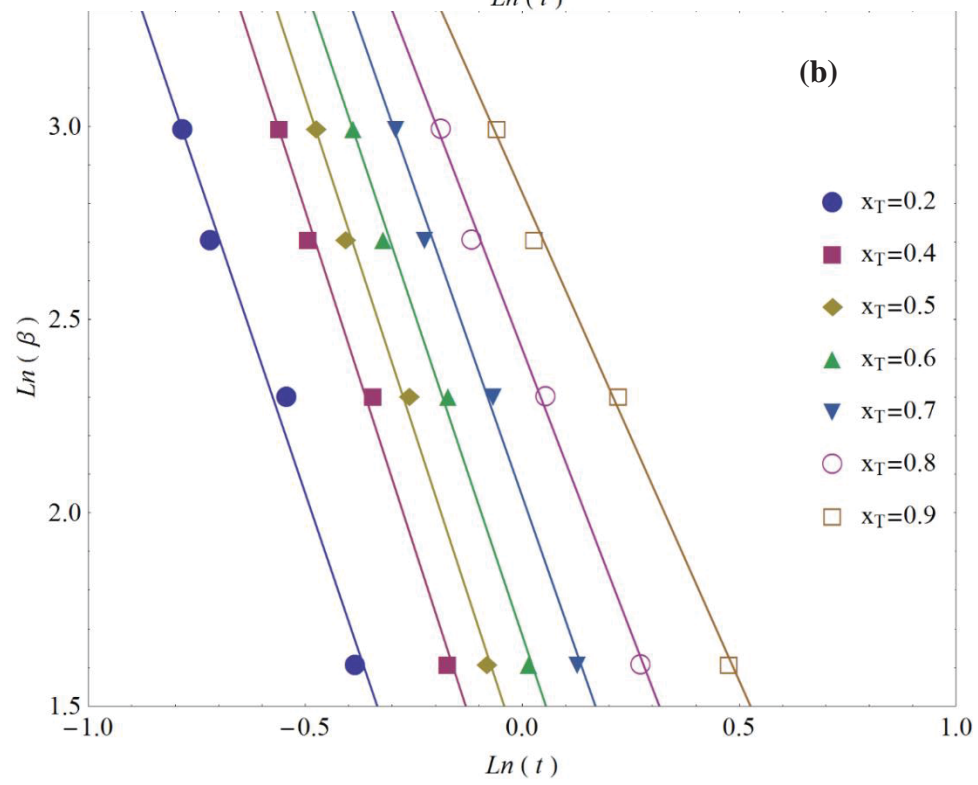 Ln ( t )
(b)
3.0
2.5
2.0
1.5
Ln ( β )
x_T=0.2
x_T=0.4
x_T=0.5
x_T=0.6
x_T=0.7
x_T=0.8
x_T=0.9
−1.0 −0.5 0.0 0.5 1.0
Ln ( t )